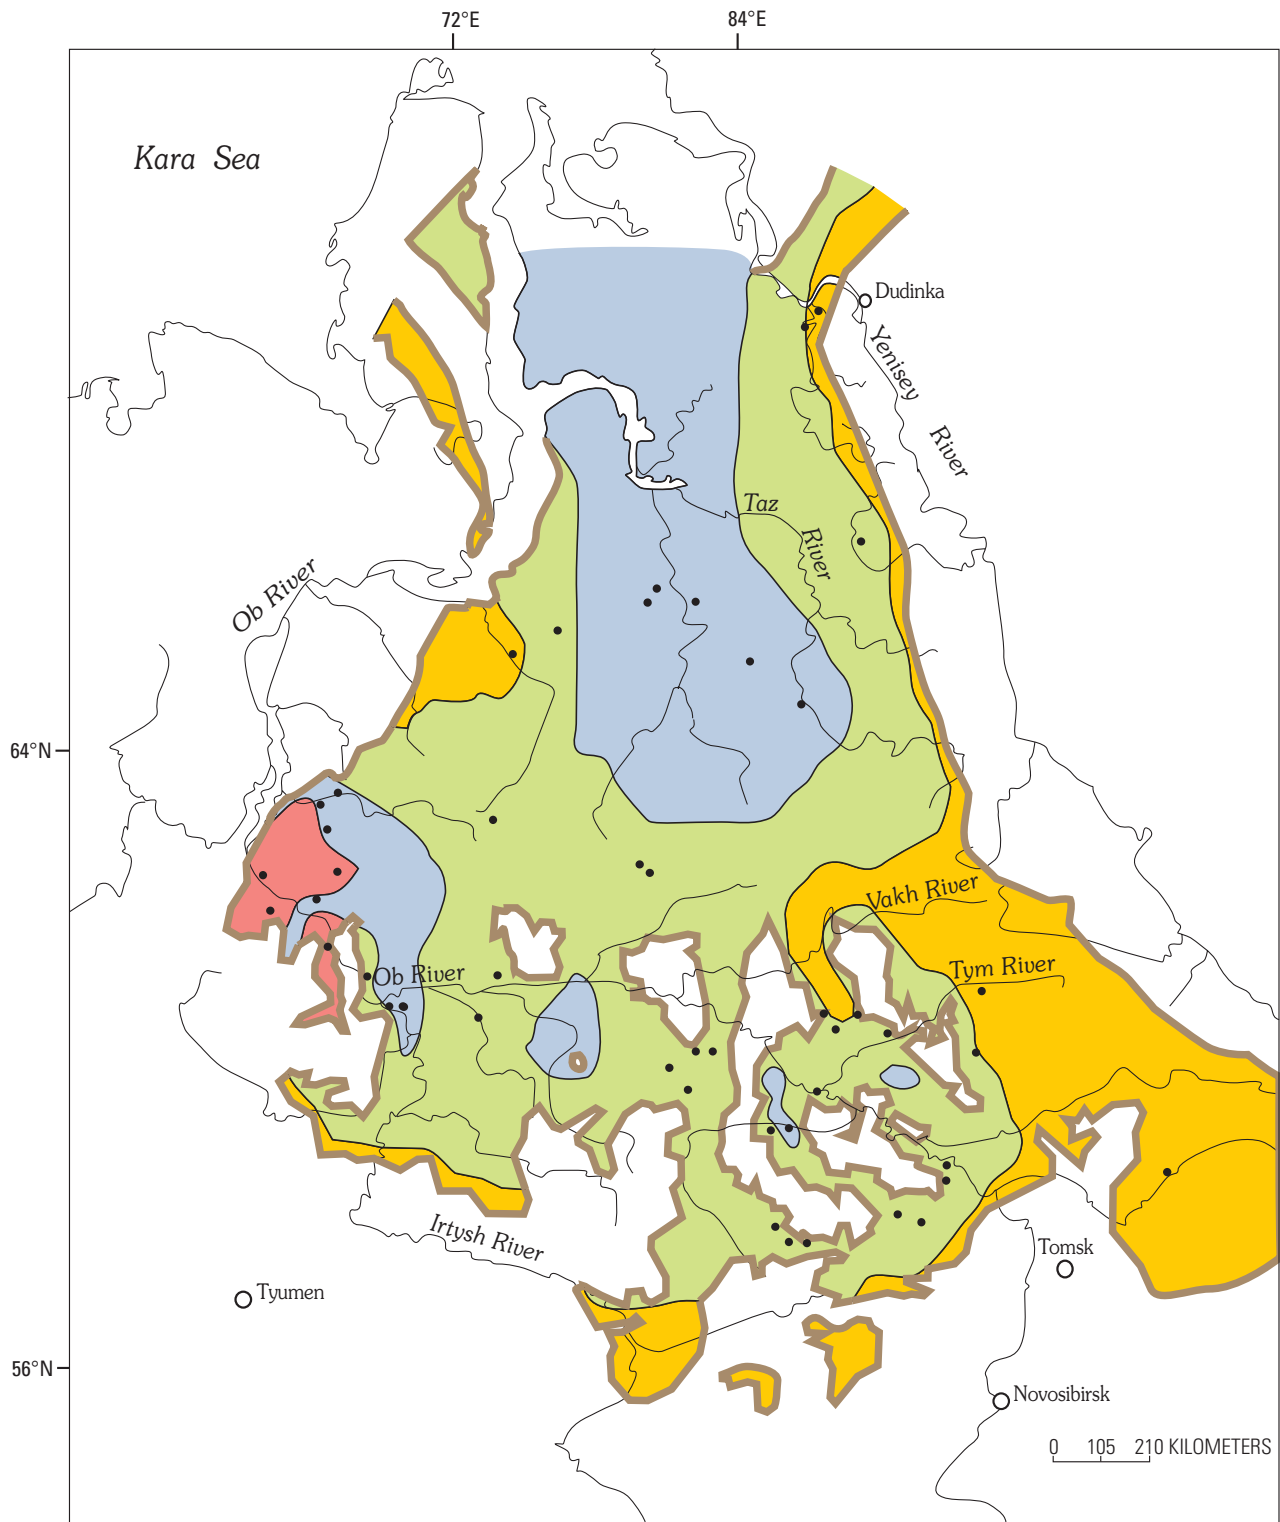 72°E
84°E
Kara Sea
Dudinka
Yenisey
River
Taz
River
Ob River
64°N
Vakh River
Tym River
Ob River
Irtysh River
Tomsk
Tyumen
56°N
Novosibirsk
0 105 210 KILOMETERS